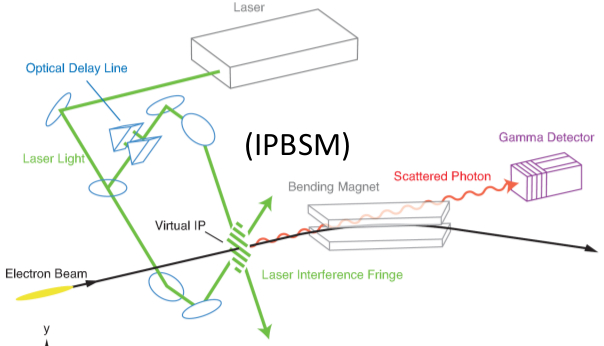 Laser
Optical Delay Line
(IPBSM)
Gamma Detector
Laser Light
Scattered Photon
Bending Magnet
Virtual IP
Electron Beam
Laser Interference Fringe
y